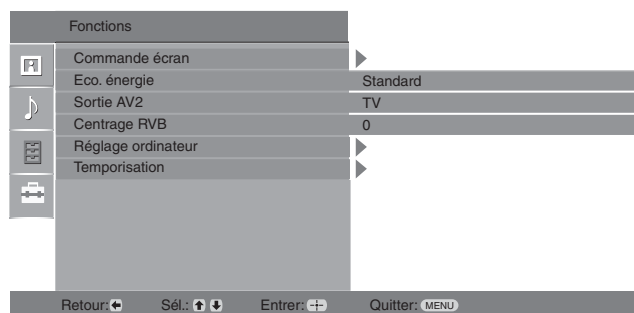 Fonctions
Commande écran
Eco. énergie Standard
Sortie AV2 TV
Centrage RVB 0
Réglage ordinateur
Temporisation
Retour: Sél.: Entrer: Quitter: MENU